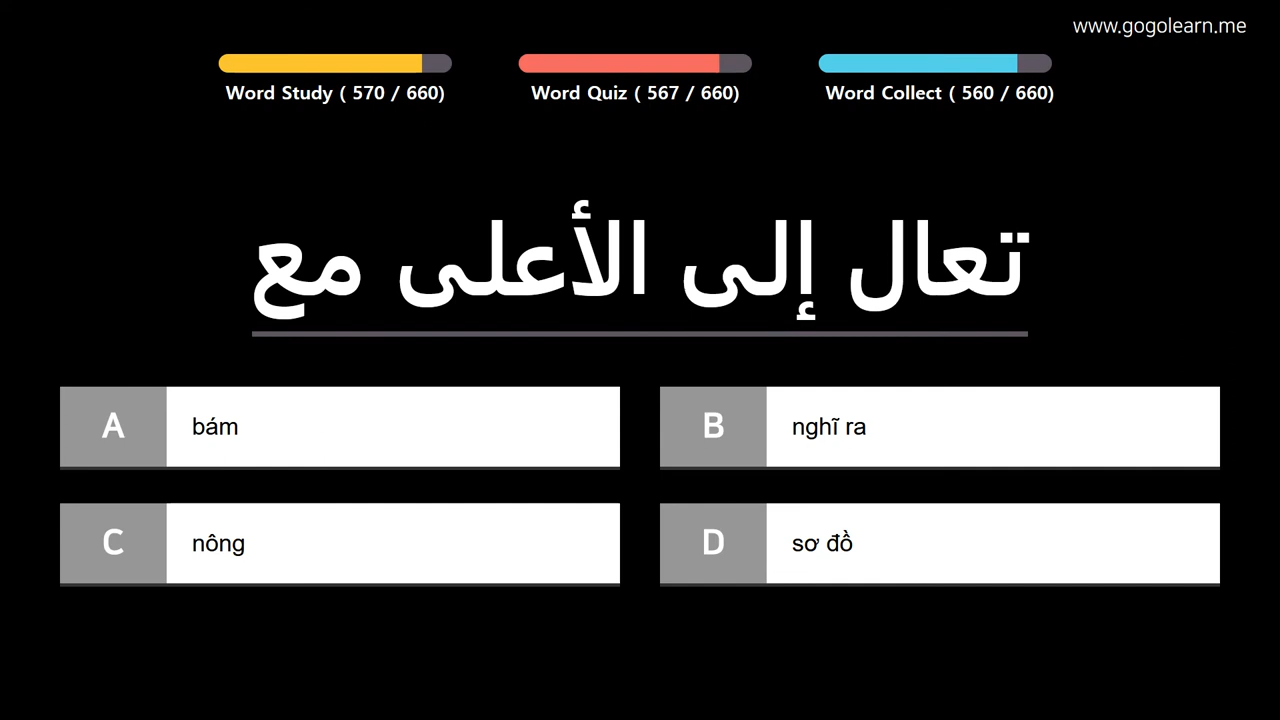 www.gogolearn.me
Word Study ( 570 / 660)
Word Quiz ( 567 / 660)
Word Collect ( 560 / 660)
تعال إلى الأعلى مع
A bám
B nghĩ ra
C nông
D sơ đồ